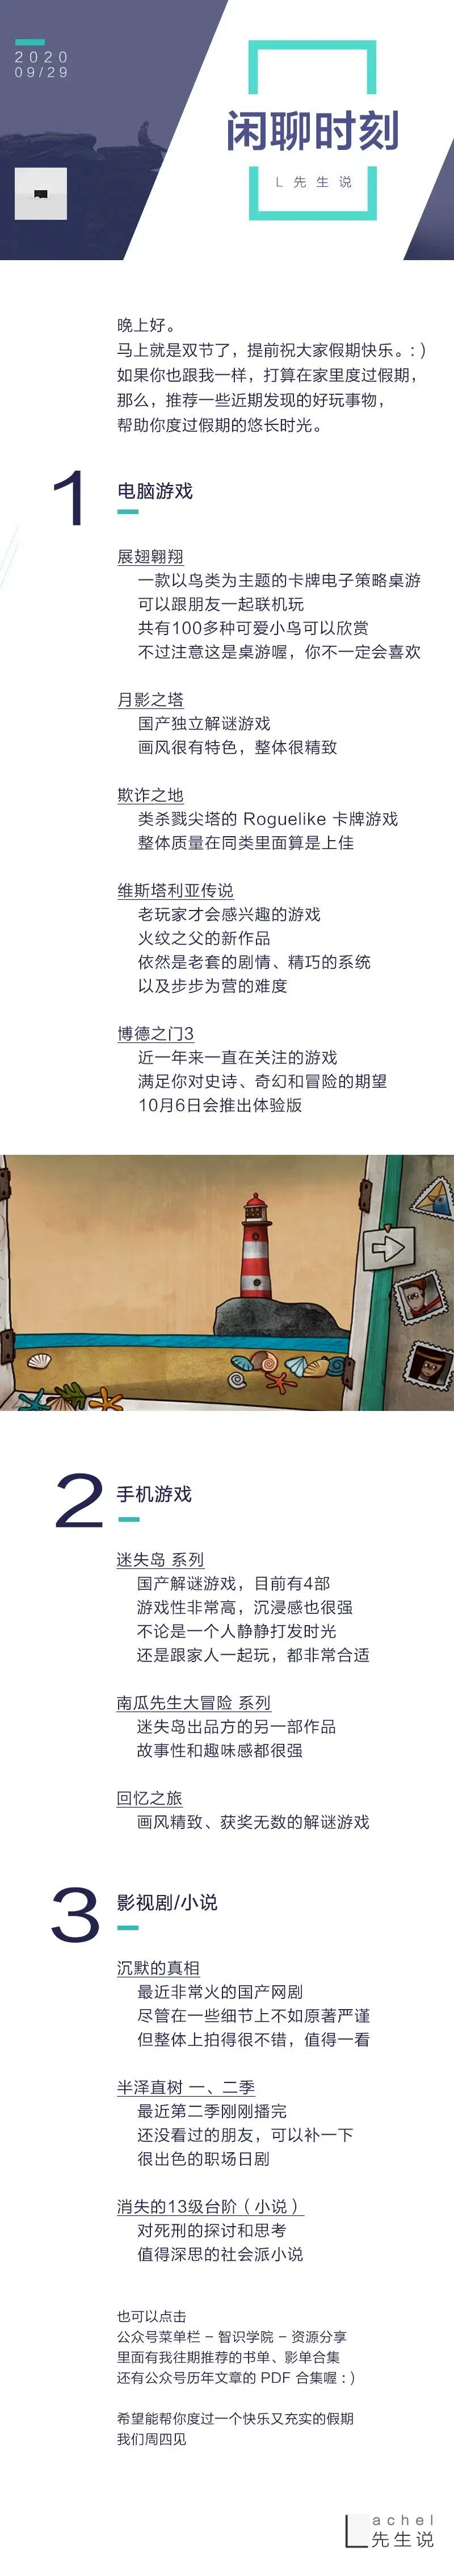 2020
09/29
闲聊时刻
L先生说
晚上好。
马上就是双节了，提前祝大家假期快乐。：)
如果你也跟我一样，打算在家里度过假期，
那么，推荐一些近期发现的好玩事物，
帮助你度过假期的悠长时光。
1 电脑游戏
展翅翱翔
一款以鸟类为主题的卡牌电子策略桌游
可以跟朋友一起联机玩
共有100多种可爱小鸟可以欣赏
不过注意这是桌游喔，你不一定会喜欢
月影之塔
国产独立解谜游戏
画风很有特色，整体很精致
欺诈之地
类杀戮尖塔的 Roguelike 卡牌游戏
整体质量在同类里面算是上佳
维斯塔利亚传说
老玩家才会感兴趣的游戏
火纹之父的新作品
依然是老套的剧情、精巧的系统
以及步步为营的难度
博德之门3
近一年来一直在关注的游戏
满足你对史诗、奇幻和冒险的期望
10月6日会推出体验版
2 手机游戏
迷失岛 系列
国产解谜游戏，目前有4部
游戏性非常高，沉浸感也很强
不论是一个人静静打发时光
还是跟家人一起玩，都非常合适
南瓜先生大冒险 系列
迷失岛出品方的另一部作品
故事性和趣味感都很强
回忆之旅
画风精致、获奖无数的解谜游戏
3 影视剧/小说
沉默的真相
最近非常火的国产网剧
尽管在一些细节上不如原著严谨
但整体上拍得很不错，值得一看
半泽直树 一、二季
最近第二季刚刚播完
还没看过的朋友，可以补一下
很出色的职场日剧
消失的13级台阶（小说）
对死刑的探讨和思考
值得深思的社会派小说
也可以点击
公众号菜单栏 – 智识学院 – 资源分享
里面有我往期推荐的书单、影单合集
还有公众号历年文章的 PDF 合集喔：)
希望能帮你度过一个快乐又充实的假期
我们周四见
Lachel
先生说